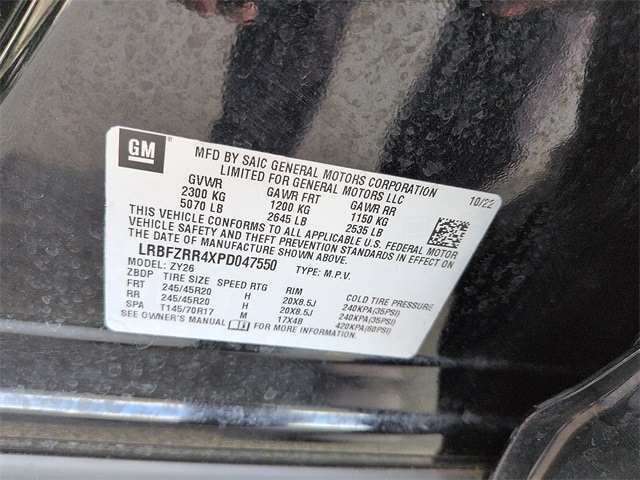 GM
MFD BY SAIC GENERAL MOTORS CORPORATION
LIMITED FOR GENERAL MOTORS LLC
10/22
GVWR GAWR FRT GAWR RR
2300 KG 1200 KG 1150 KG
5070 LB 2645 LB 2535 LB
THIS VEHICLE CONFORMS TO ALL APPLICABLE U.S. FEDERAL MOTOR
VEHICLE SAFETY AND THEFT PREVENTION STANDARDS IN EFFECT ON
THE DATE OF MANUFACTURE SHOWN ABOVE.
LRBFZRR4XPD047550
MODEL: ZY26 TYPE: M.P.V.
ZBDP TIRE SIZE SPEED RTG RIM COLD TIRE PRESSURE
FRT 245/45R20 H 20X8.5J 240KPA(35PSI)
RR 245/45R20 H 20X8.5J 240KPA(35PSI)
SPA T145/70R17 M 17X4B 420KPA(60PSI)
SEE OWNER'S MANUAL FOR MORE INFORMATION.